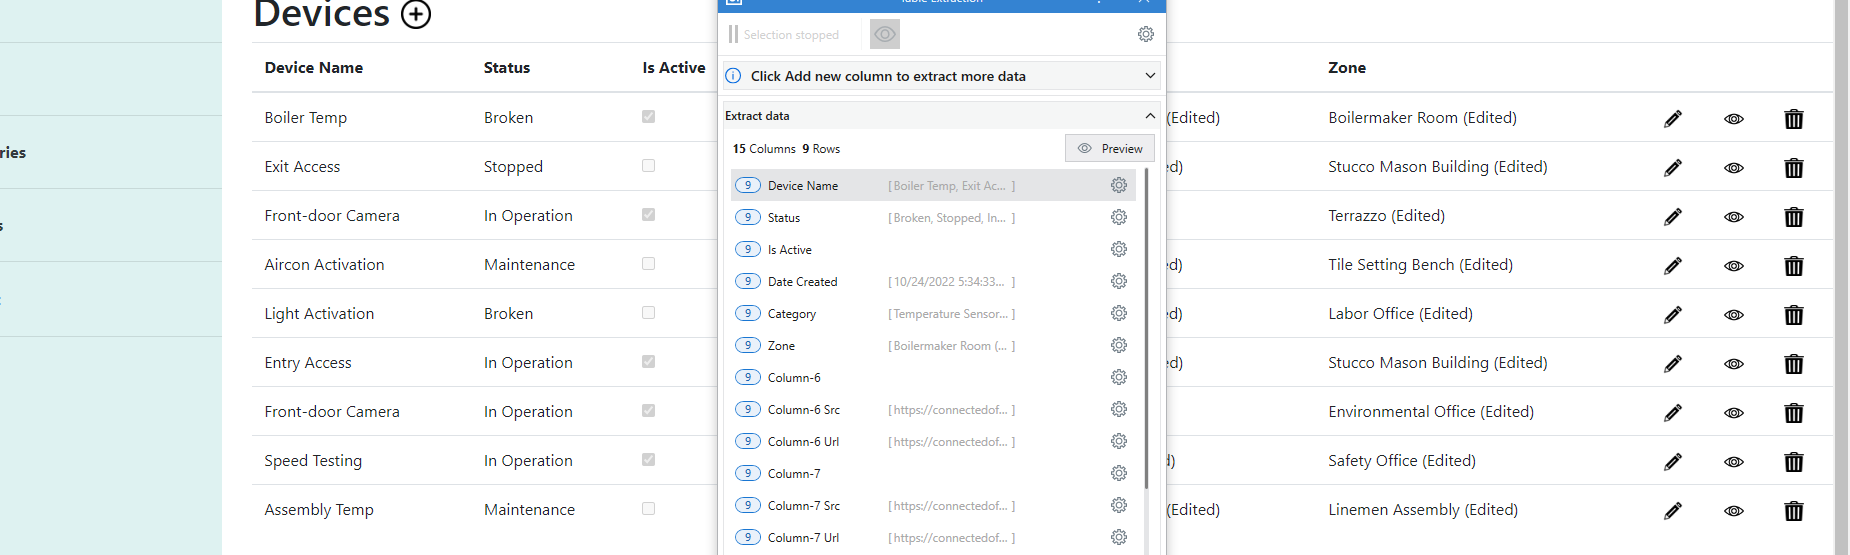 Devices
Table Extraction
Selection stopped
Device Name Status Is Active Zone
Click Add new column to extract more data
Extract data
15 Columns 9 Rows Preview
Boiler Temp Broken (Edited) Boilermaker Room (Edited)
ries
Exit Access Stopped ed) Stucco Mason Building (Edited)
Front-door Camera In Operation Terrazzo (Edited)
s
Aircon Activation Maintenance ed) Tile Setting Bench (Edited)
Light Activation Broken ed) Labor Office (Edited)
Entry Access In Operation ed) Stucco Mason Building (Edited)
Front-door Camera In Operation Environmental Office (Edited)
Speed Testing In Operation d) Safety Office (Edited)
Assembly Temp Maintenance (Edited) Linemen Assembly (Edited)
9 Device Name [ Boiler Temp, Exit Ac... ]
9 Status [ Broken, Stopped, In... ]
9 Is Active
9 Date Created [ 10/24/2022 5:34:33... ]
9 Category [ Temperature Sensor... ]
9 Zone [ Boilermaker Room (... ]
9 Column-6
9 Column-6 Src [ https://connectedof... ]
9 Column-6 Url [ https://connectedof... ]
9 Column-7
9 Column-7 Src [ https://connectedof... ]
9 Column-7 Url [ https://connectedof... ]